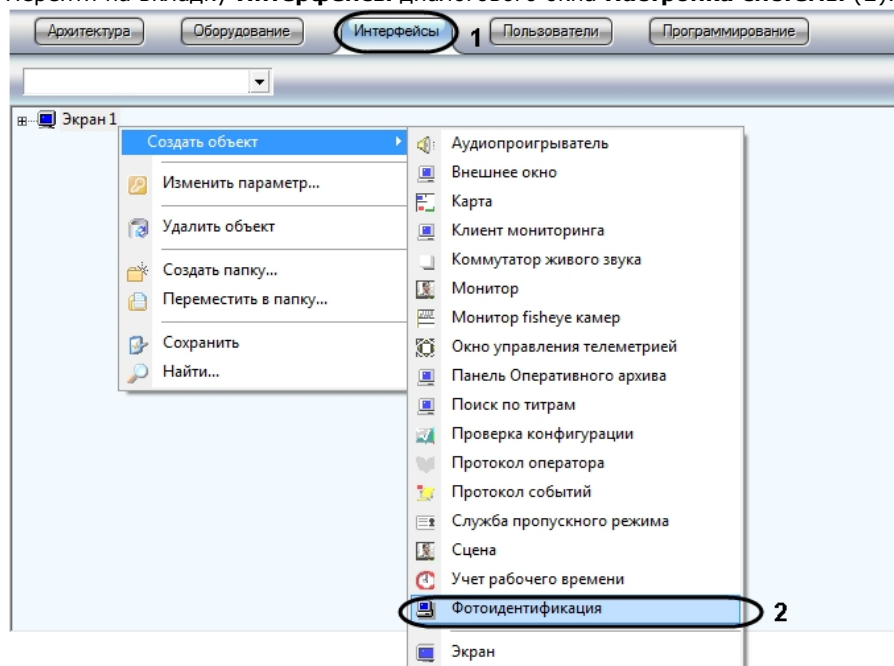 Перейти на вкладку Интерфейсы диалогового окна Настройка системы (1).
Архитектура Оборудование Интерфейсы 1 Пользователи Программирование
Экран 1
Создать объект
Изменить параметр...
Удалить объект
Создать папку...
Переместить в папку...
Сохранить
Найти...
Аудиопроигрыватель
Внешнее окно
Карта
Клиент мониторинга
Коммутатор живого звука
Монитор
Монитор fisheye камер
Окно управления телеметрией
Панель Оперативного архива
Поиск по титрам
Проверка конфигурации
Протокол оператора
Протокол событий
Служба пропускного режима
Сцена
Учет рабочего времени
Фотоидентификация 2
Экран